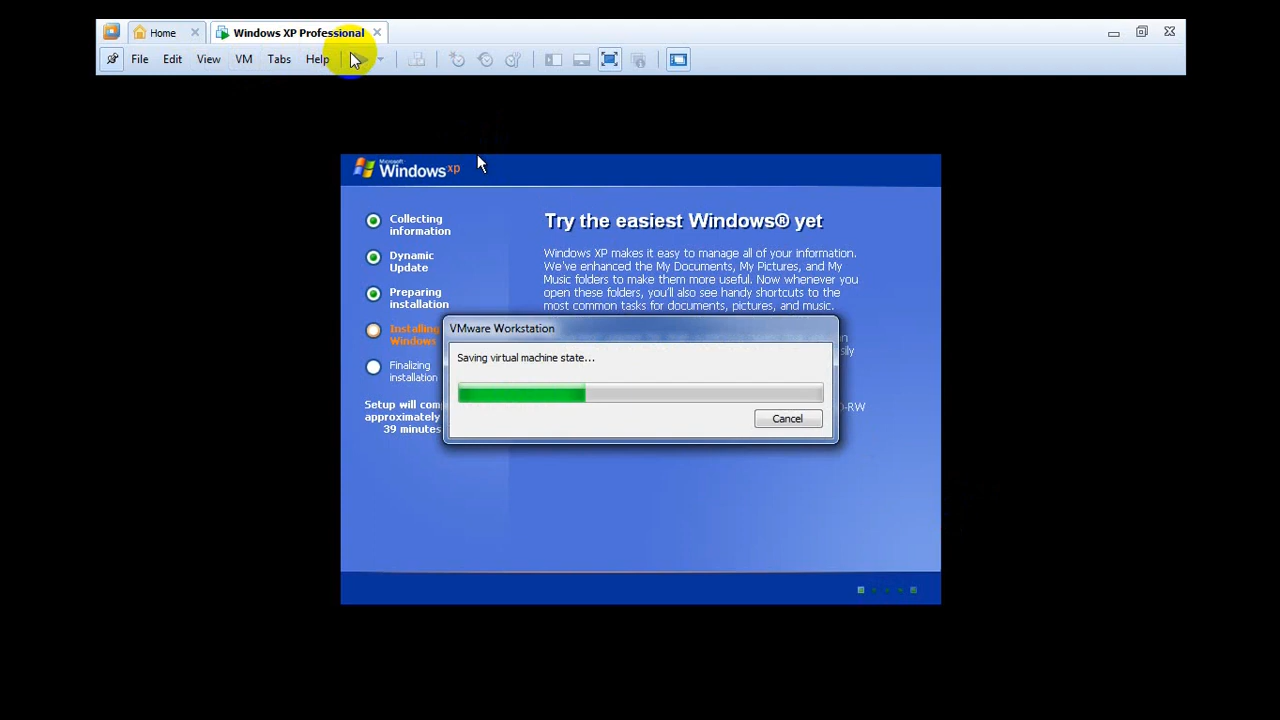 Home
Windows XP Professional
File Edit View VM Tabs Help
Microsoft
Windows xp
Collecting
information
Dynamic
Update
Preparing
installation
Installing
Windows
Finalizing
installation
Setup will com
approximately
39 minutes
Try the easiest Windows® yet
Windows XP makes it easy to manage all of your information.
We've enhanced the My Documents, My Pictures, and My
Music folders to make them more useful. Now whenever you
open these folders, you'll also see handy shortcuts to the
most common tasks for documents, pictures, and music.
VMware Workstation
Saving virtual machine state...
Cancel